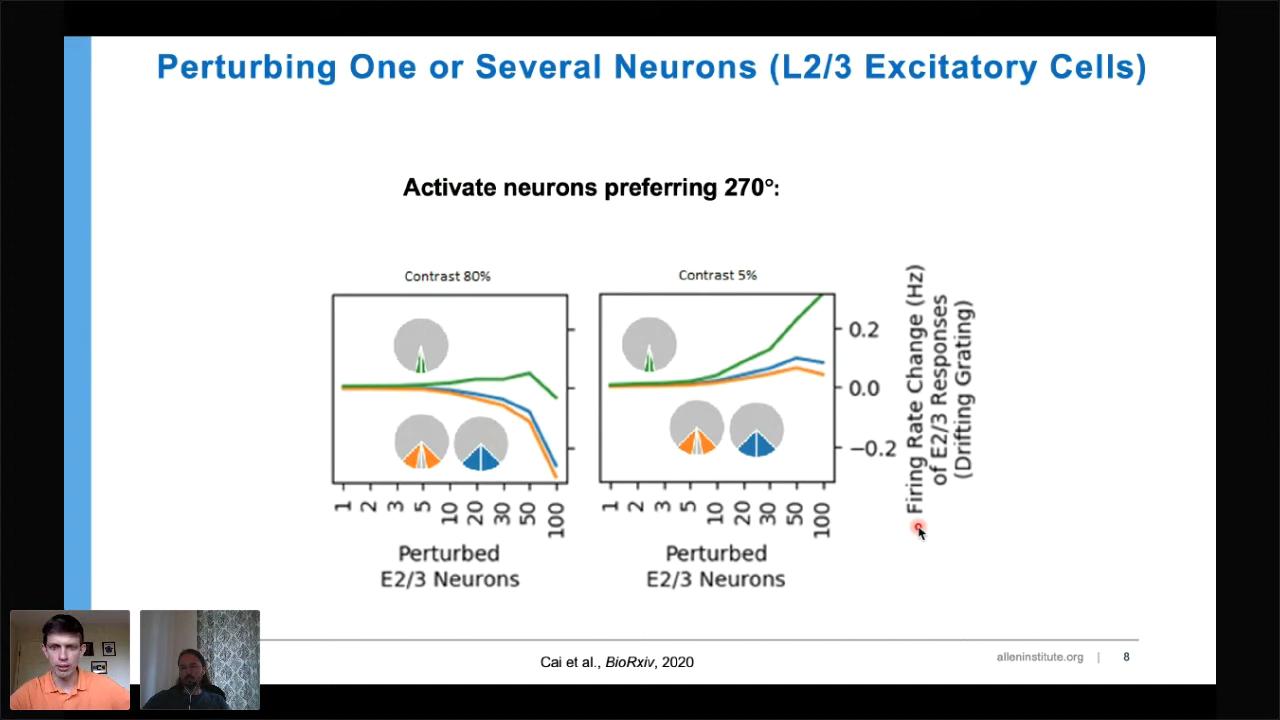 Perturbing One or Several Neurons (L2/3 Excitatory Cells)
Activate neurons preferring 270°:
Contrast 80%
Contrast 5%
0.2
0.0
−0.2
Firing Rate Change (Hz)
of E2/3 Responses
(Drifting Grating)
1 2 3 5 10 20 30 50 100
1 2 3 5 10 20 30 50 100
Perturbed
E2/3 Neurons
Perturbed
E2/3 Neurons
Cai et al., BioRxiv, 2020
alleninstitute.org | 8